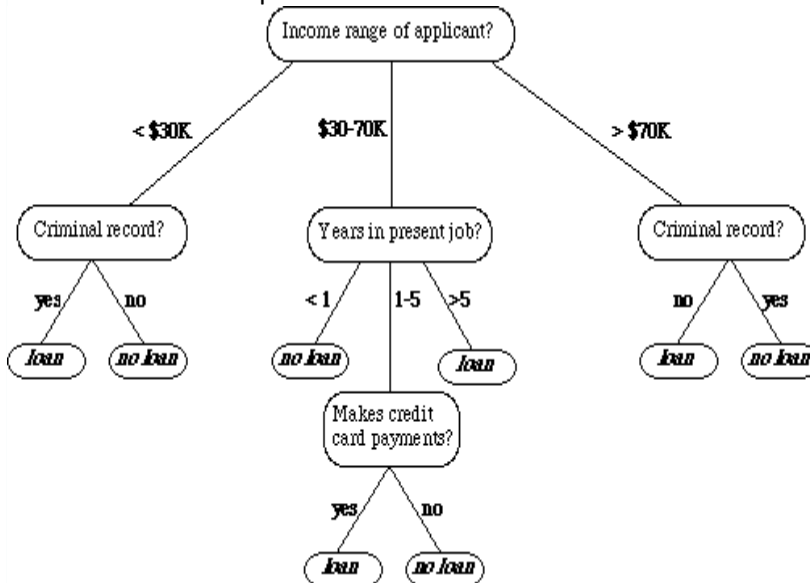 Income range of applicant?
< $30K
$30-70K
> $70K
Criminal record?
Years in present job?
Criminal record?
yes
no
< 1
1-5
>5
no
yes
loan
no loan
no loan
loan
loan
no loan
Makes credit
card payments?
yes
no
loan
no loan